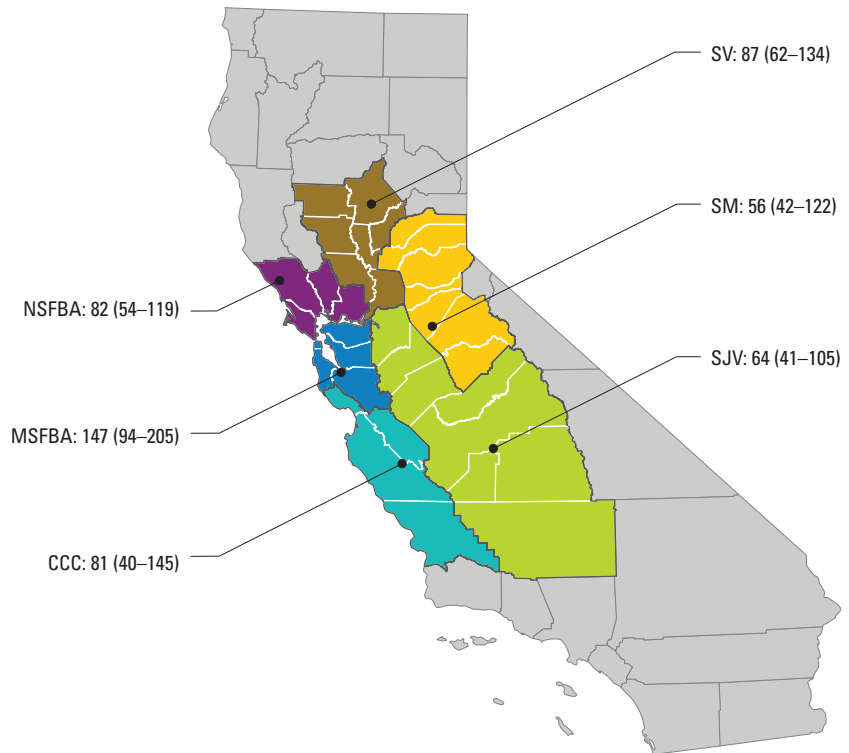 SV: 87 (62–134)
SM: 56 (42–122)
NSFBA: 82 (54–119)
SJV: 64 (41–105)
MSFBA: 147 (94–205)
CCC: 81 (40–145)